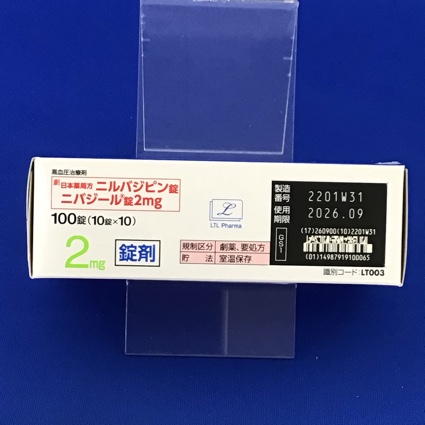 高血圧治療剤
劇 日本薬局方 ニルバジピン錠
ニバジール®錠2mg
100錠(10錠×10)
2mg 錠剤
LTL Pharma
規制区分 劇薬、要処方
貯 法 室温保存
製造番号 2201W31
使用期限 2026.09
GS1
(17)260900(10)2201W31
(01)14987919100065
識別コード:LT003